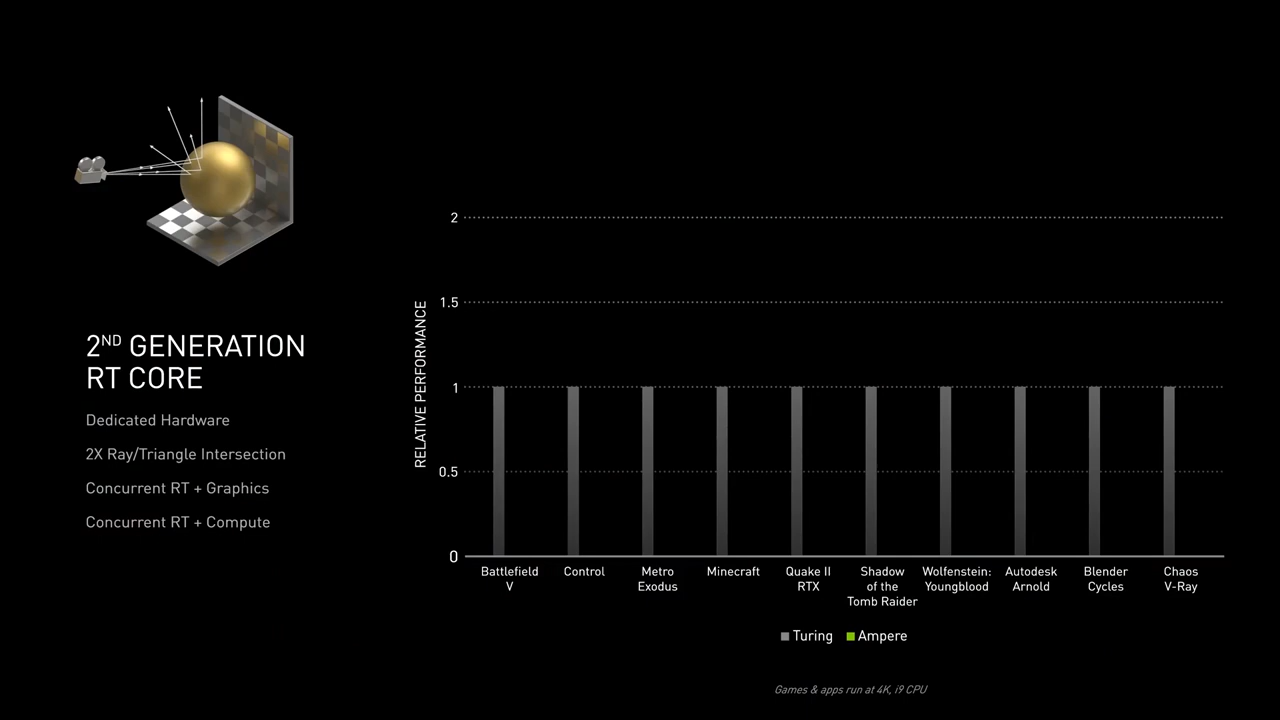 2ND GENERATION
RT CORE
Dedicated Hardware
2X Ray/Triangle Intersection
Concurrent RT + Graphics
Concurrent RT + Compute
RELATIVE PERFORMANCE
2
1.5
1
0.5
0
Battlefield V
Control
Metro Exodus
Minecraft
Quake II RTX
Shadow of the Tomb Raider
Wolfenstein: Youngblood
Autodesk Arnold
Blender Cycles
Chaos V-Ray
Turing Ampere
Games & apps run at 4K, i9 CPU